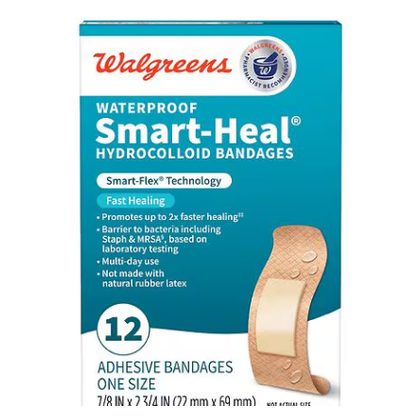 Walgreens
WALGREENS
PHARMACIST RECOMMENDED
WATERPROOF
Smart-Heal®
HYDROCOLLOID BANDAGES
Smart-Flex® Technology
Fast Healing
• Promotes up to 2x faster healing‡‡
• Barrier to bacteria including
Staph & MRSA§, based on
laboratory testing
• Multi-day use
• Not made with
natural rubber latex
12
ADHESIVE BANDAGES
ONE SIZE
7/8 IN x 2 3/4 IN (22 mm x 69 mm)
NOT ACTUAL SIZE